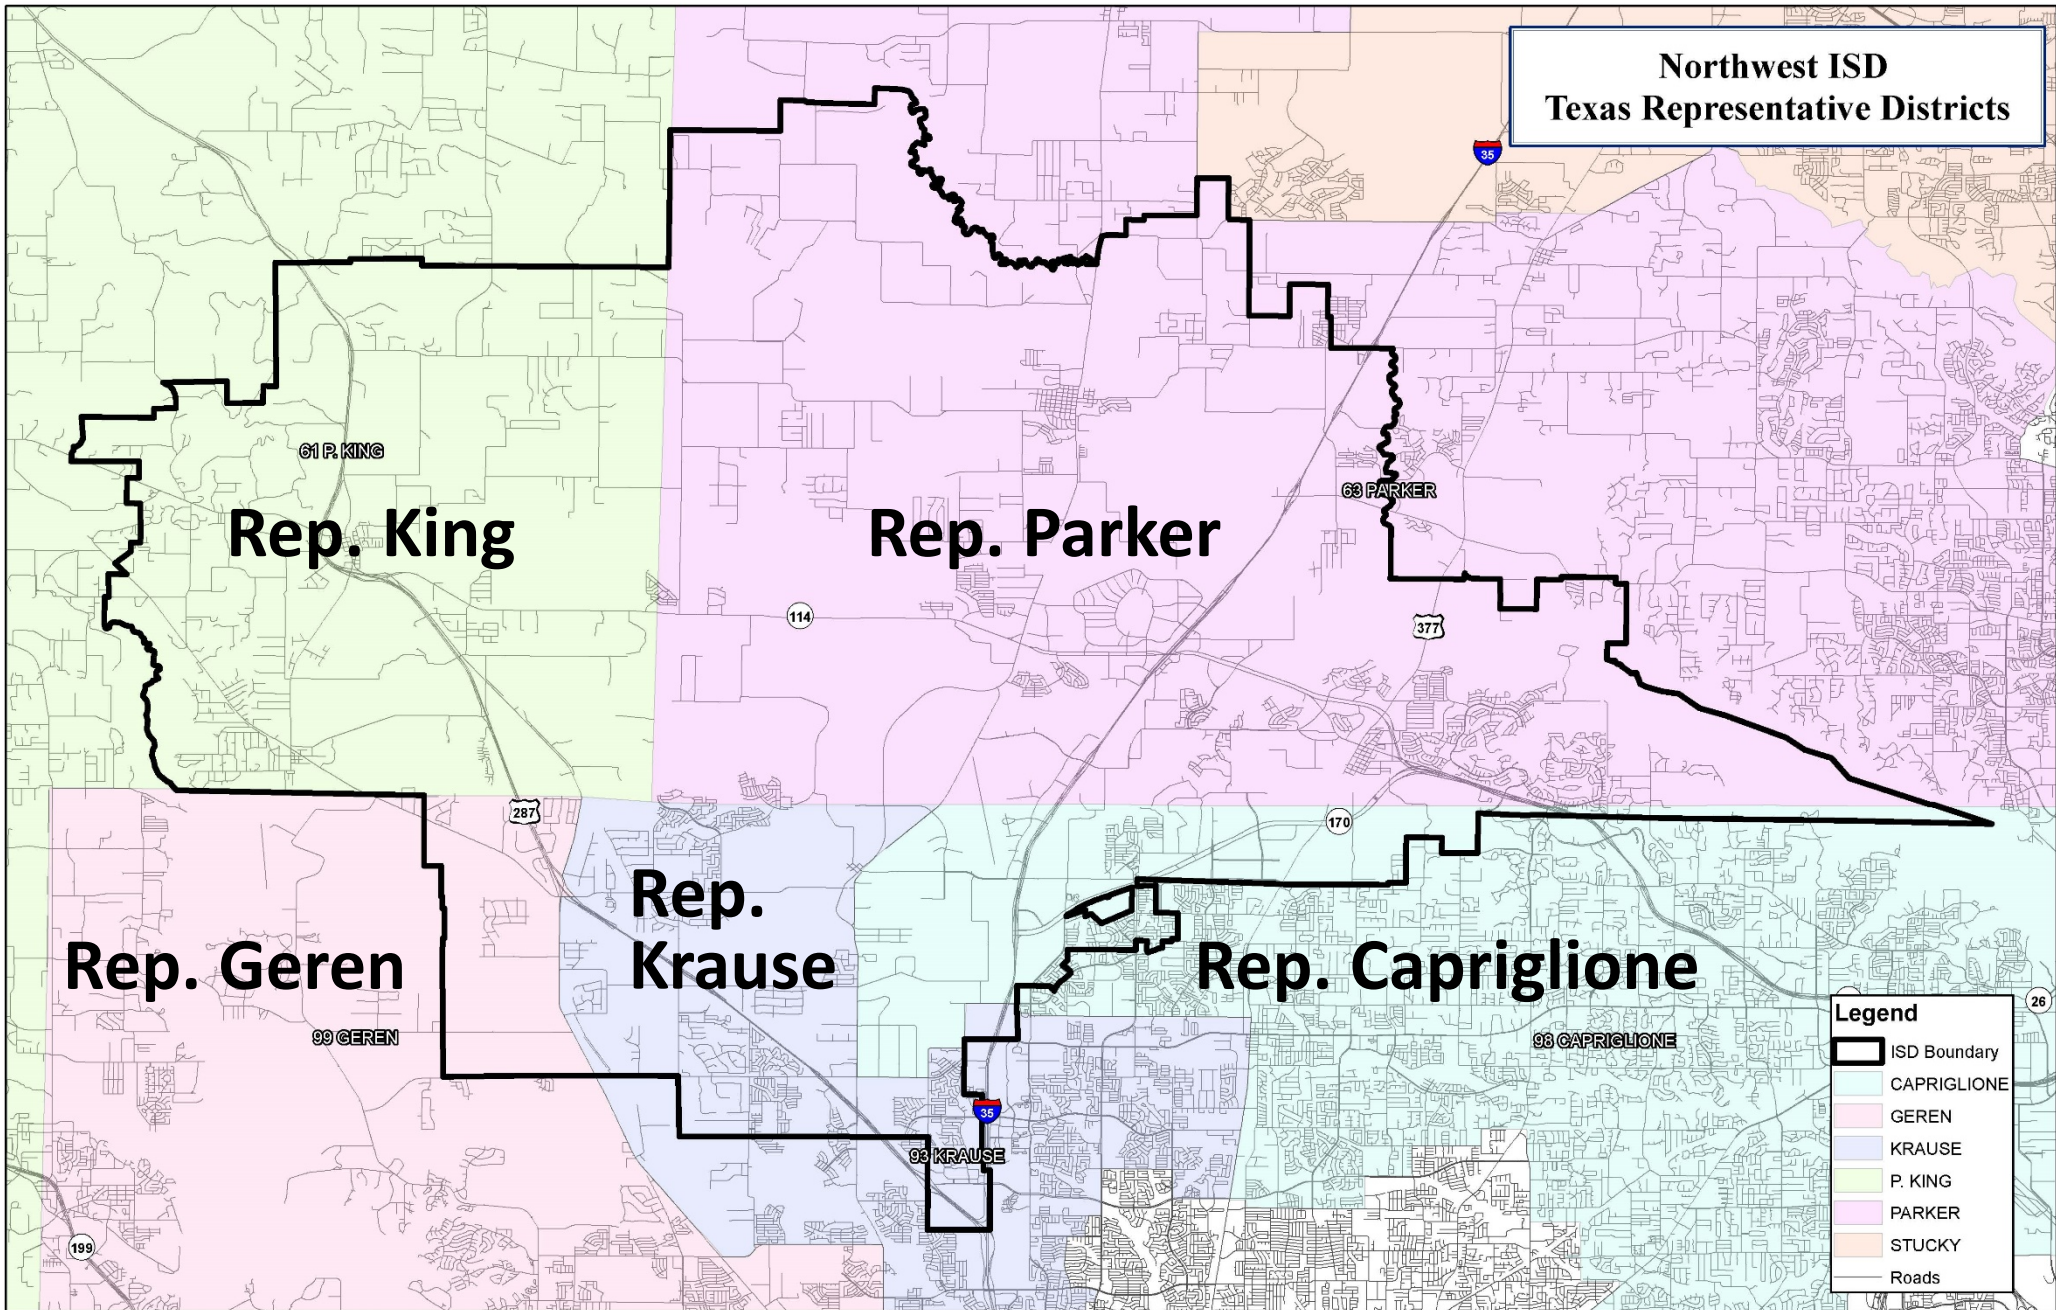 Northwest ISD
Texas Representative Districts
35
61 P. KING
63 PARKER
Rep. King
Rep. Parker
114
377
287
170
Rep.
Krause
Rep. Geren
Rep. Capriglione
99 GEREN
98 CAPRIGLIONE
26
35
93 KRAUSE
199
Legend
ISD Boundary
CAPRIGLIONE
GEREN
KRAUSE
P. KING
PARKER
STUCKY
Roads